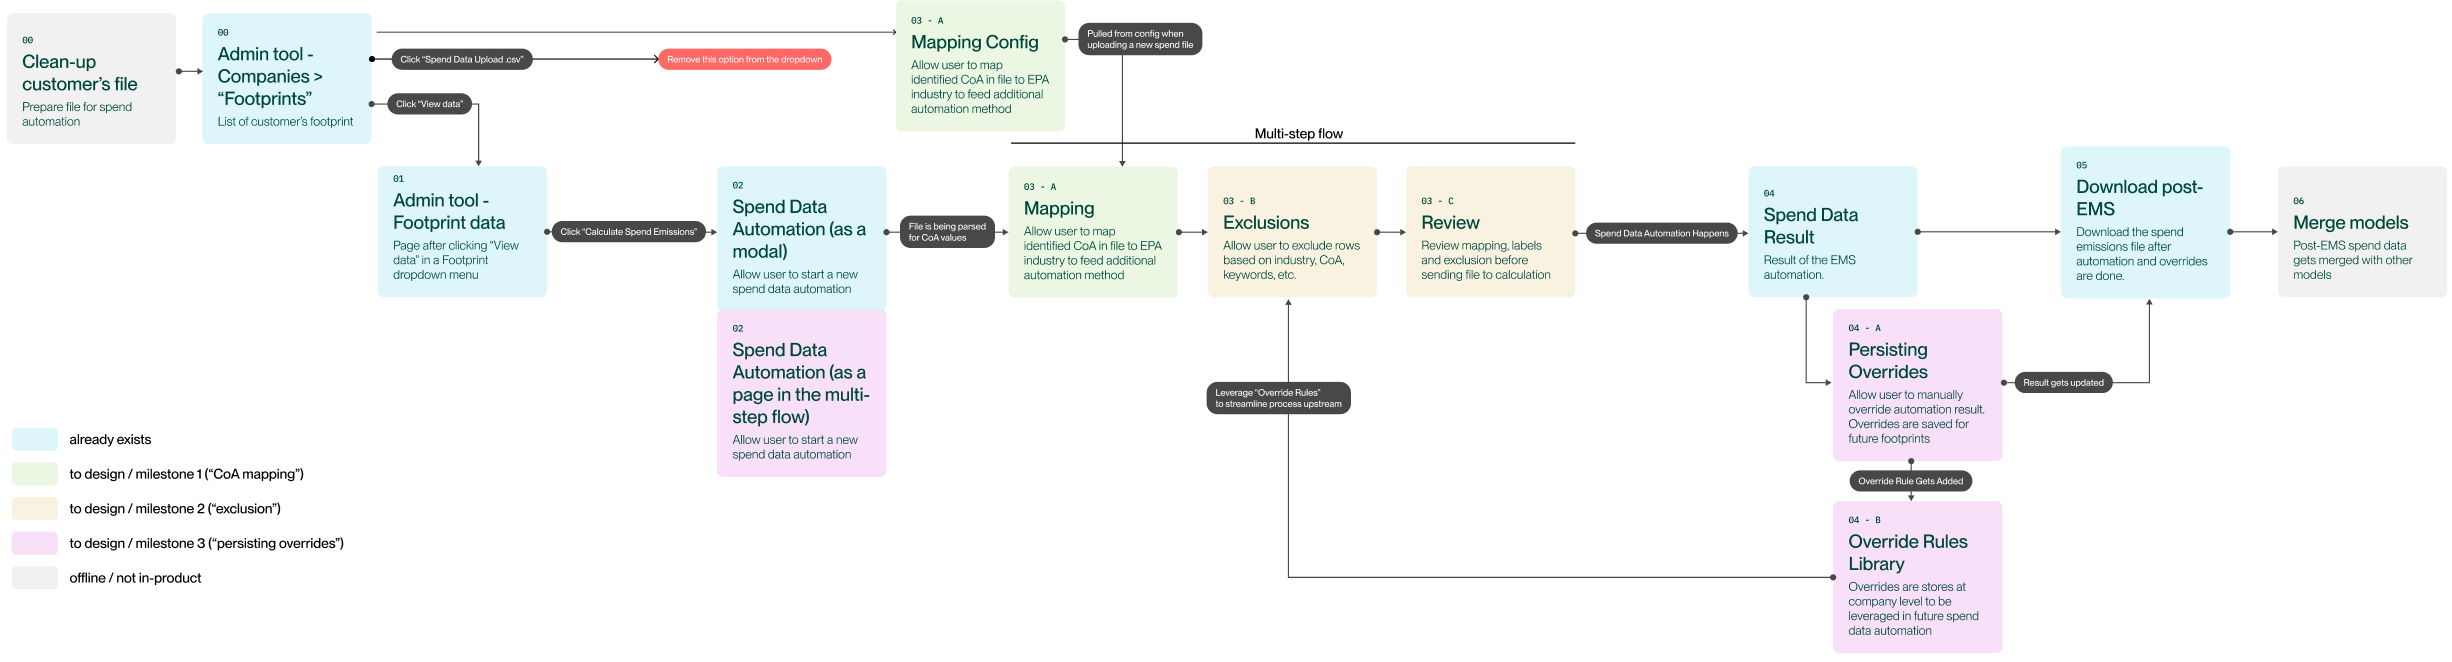 00
Clean-up
customer's file
Prepare file for spend
automation
00
Admin tool -
Companies >
“Footprints”
List of customer's footprint
Click “Spend Data Upload .csv”
Remove this option from the dropdown
Click “View data”
03 - A
Mapping Config
Allow user to map
identified CoA in file to EPA
industry to feed additional
automation method
Pulled from config when
uploading a new spend file
Multi-step flow
01
Admin tool -
Footprint data
Page after clicking “View
data” in a Footprint
dropdown menu
Click “Calculate Spend Emissions”
02
Spend Data
Automation (as a
modal)
Allow user to start a new
spend data automation
02
Spend Data
Automation (as a
page in the multi-
step flow)
Allow user to start a new
spend data automation
File is being parsed
for CoA values
03 - A
Mapping
Allow user to map
identified CoA in file to EPA
industry to feed additional
automation method
03 - B
Exclusions
Allow user to exclude rows
based on industry, CoA,
keywords, etc.
03 - C
Review
Review mapping, labels
and exclusion before
sending file to calculation
Spend Data Automation Happens
04
Spend Data
Result
Result of the EMS
automation.
05
Download post-
EMS
Download the spend
emissions file after
automation and overrides
are done.
06
Merge models
Post-EMS spend data
gets merged with other
models
04 - A
Persisting
Overrides
Allow user to manually
override automation result.
Overrides are saved for
future footprints
Result gets updated
Override Rule Gets Added
04 - B
Override Rules
Library
Overrides are stores at
company level to be
leveraged in future spend
data automation
Leverage “Override Rules”
to streamline process upstream
already exists
to design / milestone 1 (“CoA mapping”)
to design / milestone 2 (“exclusion”)
to design / milestone 3 (“persisting overrides”)
offline / not in-product